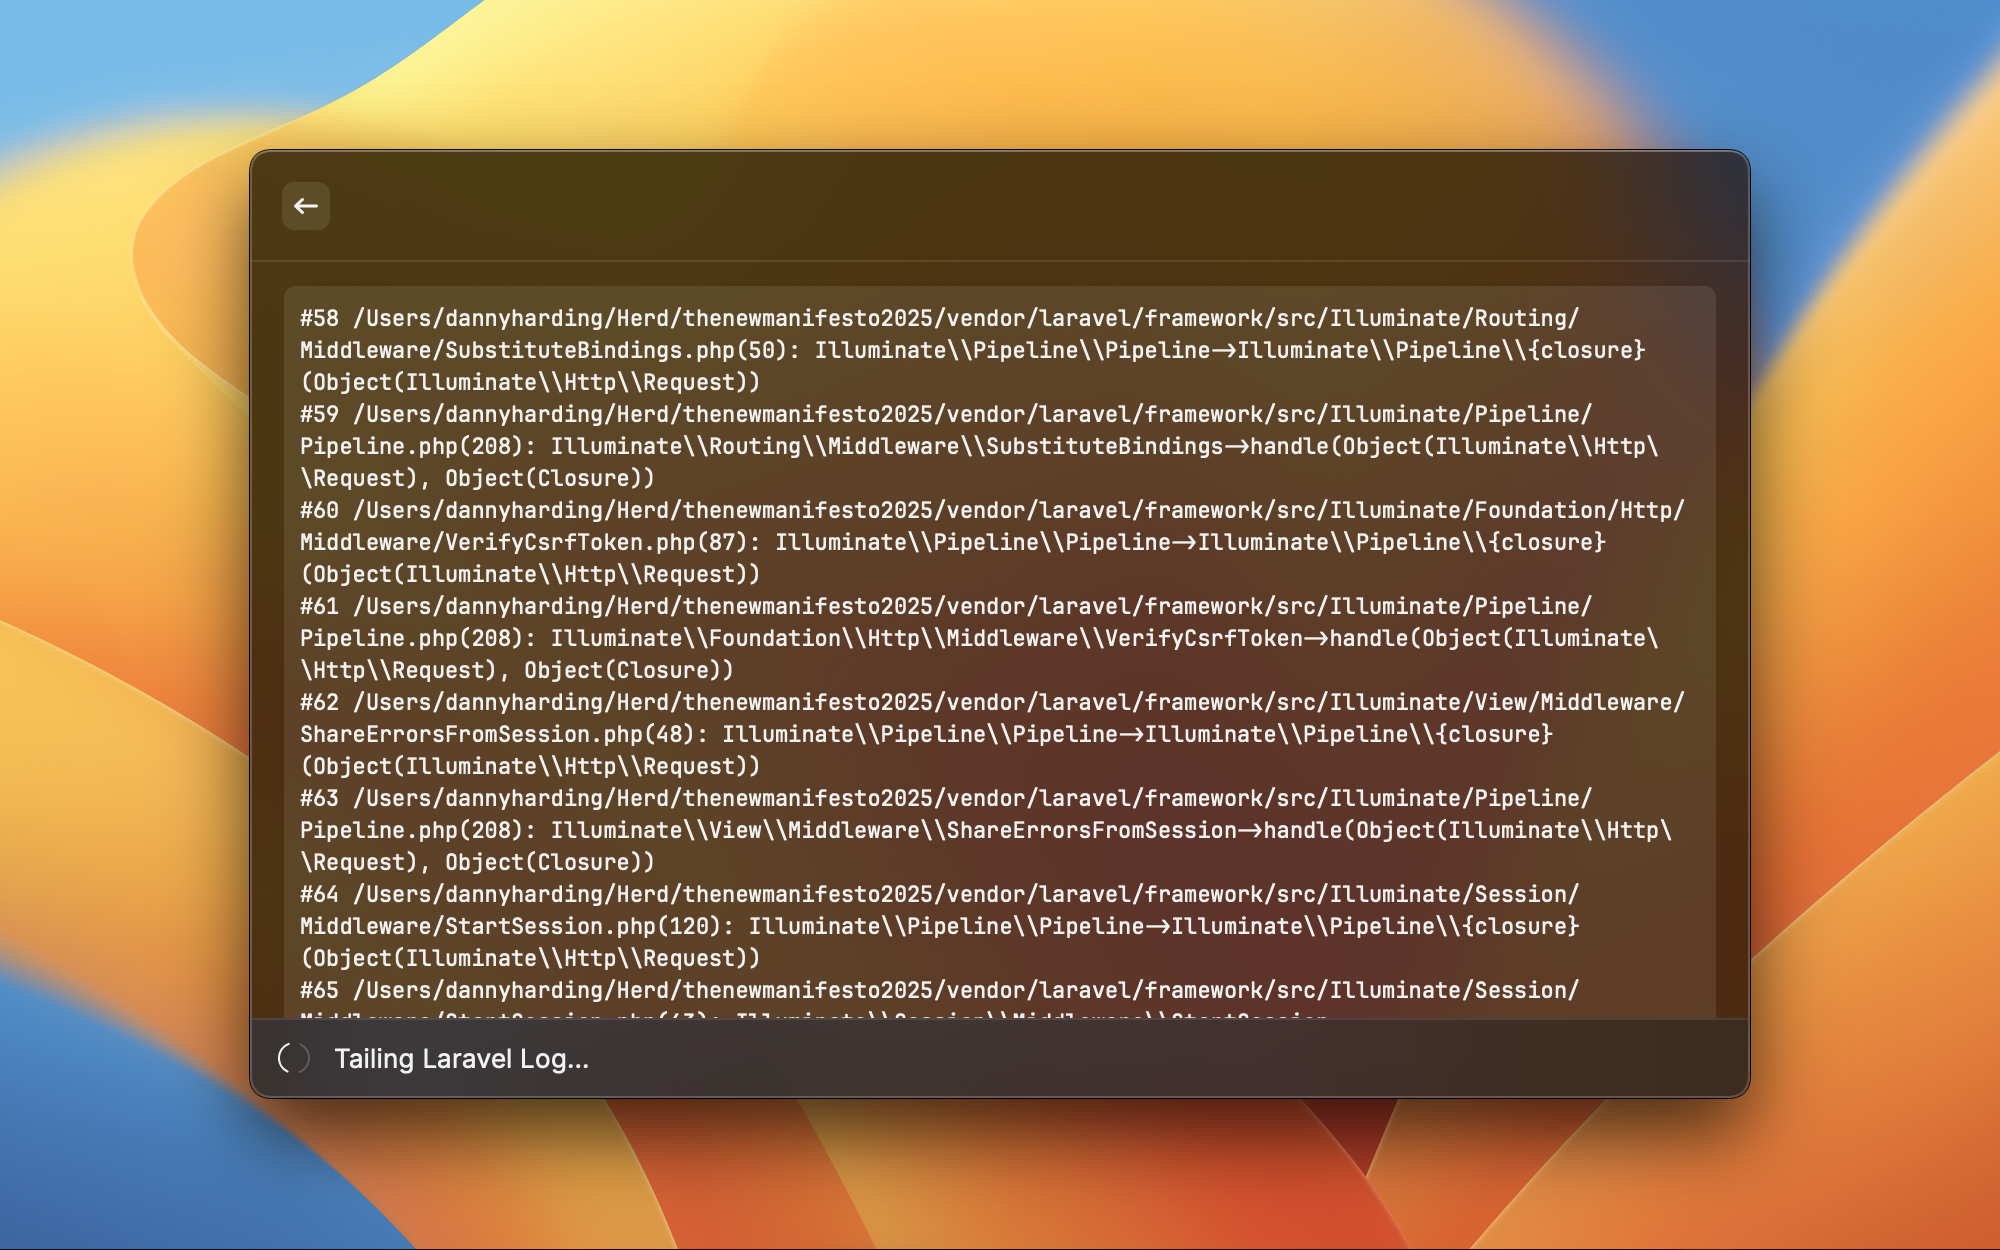 #58 /Users/dannyharding/Herd/thenewmanifesto2025/vendor/laravel/framework/src/Illuminate/Routing/
Middleware/SubstituteBindings.php(50): Illuminate\\Pipeline\\Pipeline->Illuminate\\Pipeline\\{closure}
(Object(Illuminate\\Http\\Request))
#59 /Users/dannyharding/Herd/thenewmanifesto2025/vendor/laravel/framework/src/Illuminate/Pipeline/
Pipeline.php(208): Illuminate\\Routing\\Middleware\\SubstituteBindings->handle(Object(Illuminate\\Http\
\Request), Object(Closure))
#60 /Users/dannyharding/Herd/thenewmanifesto2025/vendor/laravel/framework/src/Illuminate/Foundation/Http/
Middleware/VerifyCsrfToken.php(87): Illuminate\\Pipeline\\Pipeline->Illuminate\\Pipeline\\{closure}
(Object(Illuminate\\Http\\Request))
#61 /Users/dannyharding/Herd/thenewmanifesto2025/vendor/laravel/framework/src/Illuminate/Pipeline/
Pipeline.php(208): Illuminate\\Foundation\\Http\\Middleware\\VerifyCsrfToken->handle(Object(Illuminate\
\Http\\Request), Object(Closure))
#62 /Users/dannyharding/Herd/thenewmanifesto2025/vendor/laravel/framework/src/Illuminate/View/Middleware/
ShareErrorsFromSession.php(48): Illuminate\\Pipeline\\Pipeline->Illuminate\\Pipeline\\{closure}
(Object(Illuminate\\Http\\Request))
#63 /Users/dannyharding/Herd/thenewmanifesto2025/vendor/laravel/framework/src/Illuminate/Pipeline/
Pipeline.php(208): Illuminate\\View\\Middleware\\ShareErrorsFromSession->handle(Object(Illuminate\\Http\
\Request), Object(Closure))
#64 /Users/dannyharding/Herd/thenewmanifesto2025/vendor/laravel/framework/src/Illuminate/Session/
Middleware/StartSession.php(120): Illuminate\\Pipeline\\Pipeline->Illuminate\\Pipeline\\{closure}
(Object(Illuminate\\Http\\Request))
#65 /Users/dannyharding/Herd/thenewmanifesto2025/vendor/laravel/framework/src/Illuminate/Session/
Tailing Laravel Log...